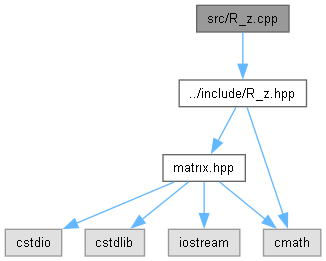 src/R_z.cpp
../include/R_z.hpp
matrix.hpp
cstdio
cstdlib
iostream
cmath